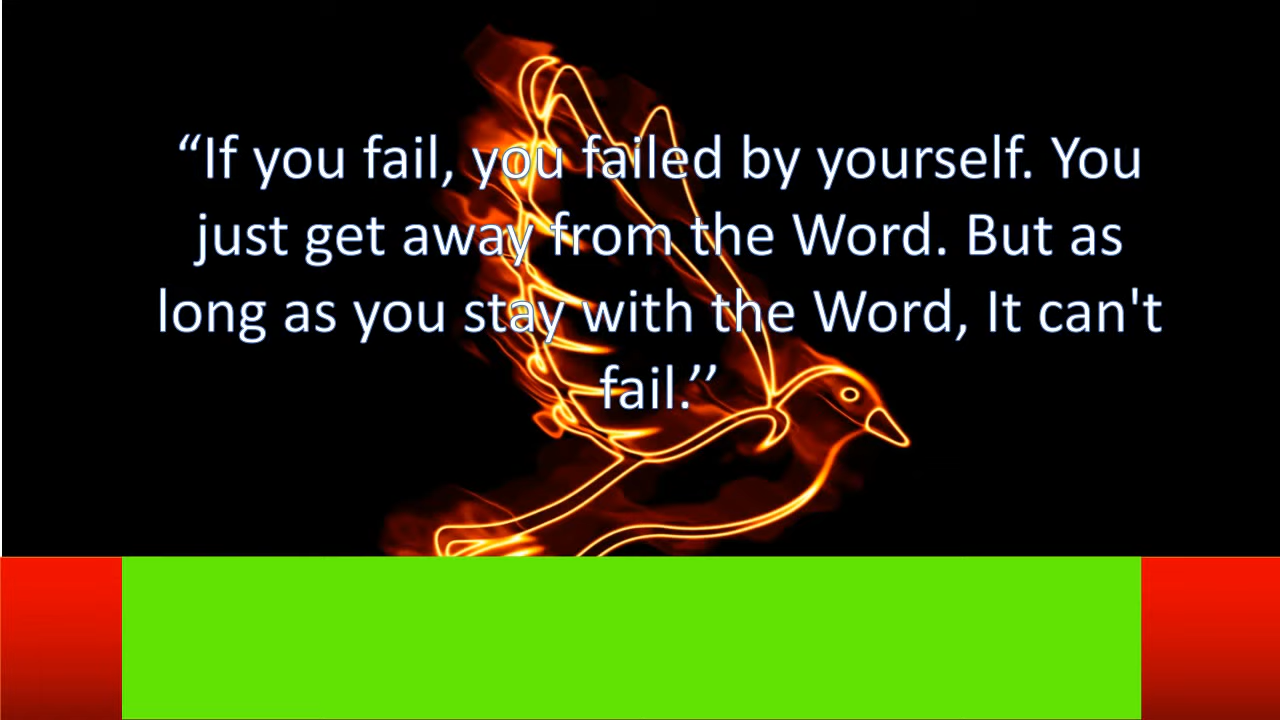 “If you fail, you failed by yourself. You
just get away from the Word. But as
long as you stay with the Word, It can't
fail.’’